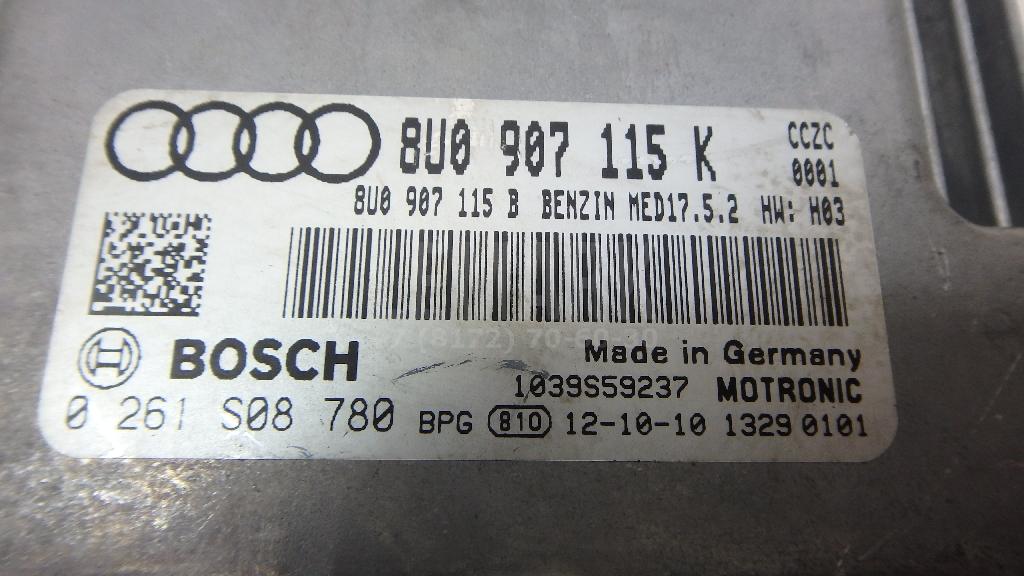 8U0 907 115 K
CCZC
0001
8U0 907 115 B BENZIN MED17.5.2 HW: H03
BOSCH
Made in Germany
1039S59237 MOTRONIC
0 261 S08 780 BPG 810 12-10-10 1329 0101